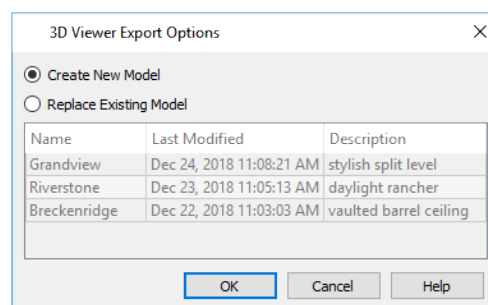 3D Viewer Export Options
Create New Model
Replace Existing Model
Name Last Modified Description
Grandview Dec 24, 2018 11:08:21 AM stylish split level
Riverstone Dec 23, 2018 11:05:13 AM daylight rancher
Breckenridge Dec 22, 2018 11:03:03 AM vaulted barrel ceiling
OK Cancel Help